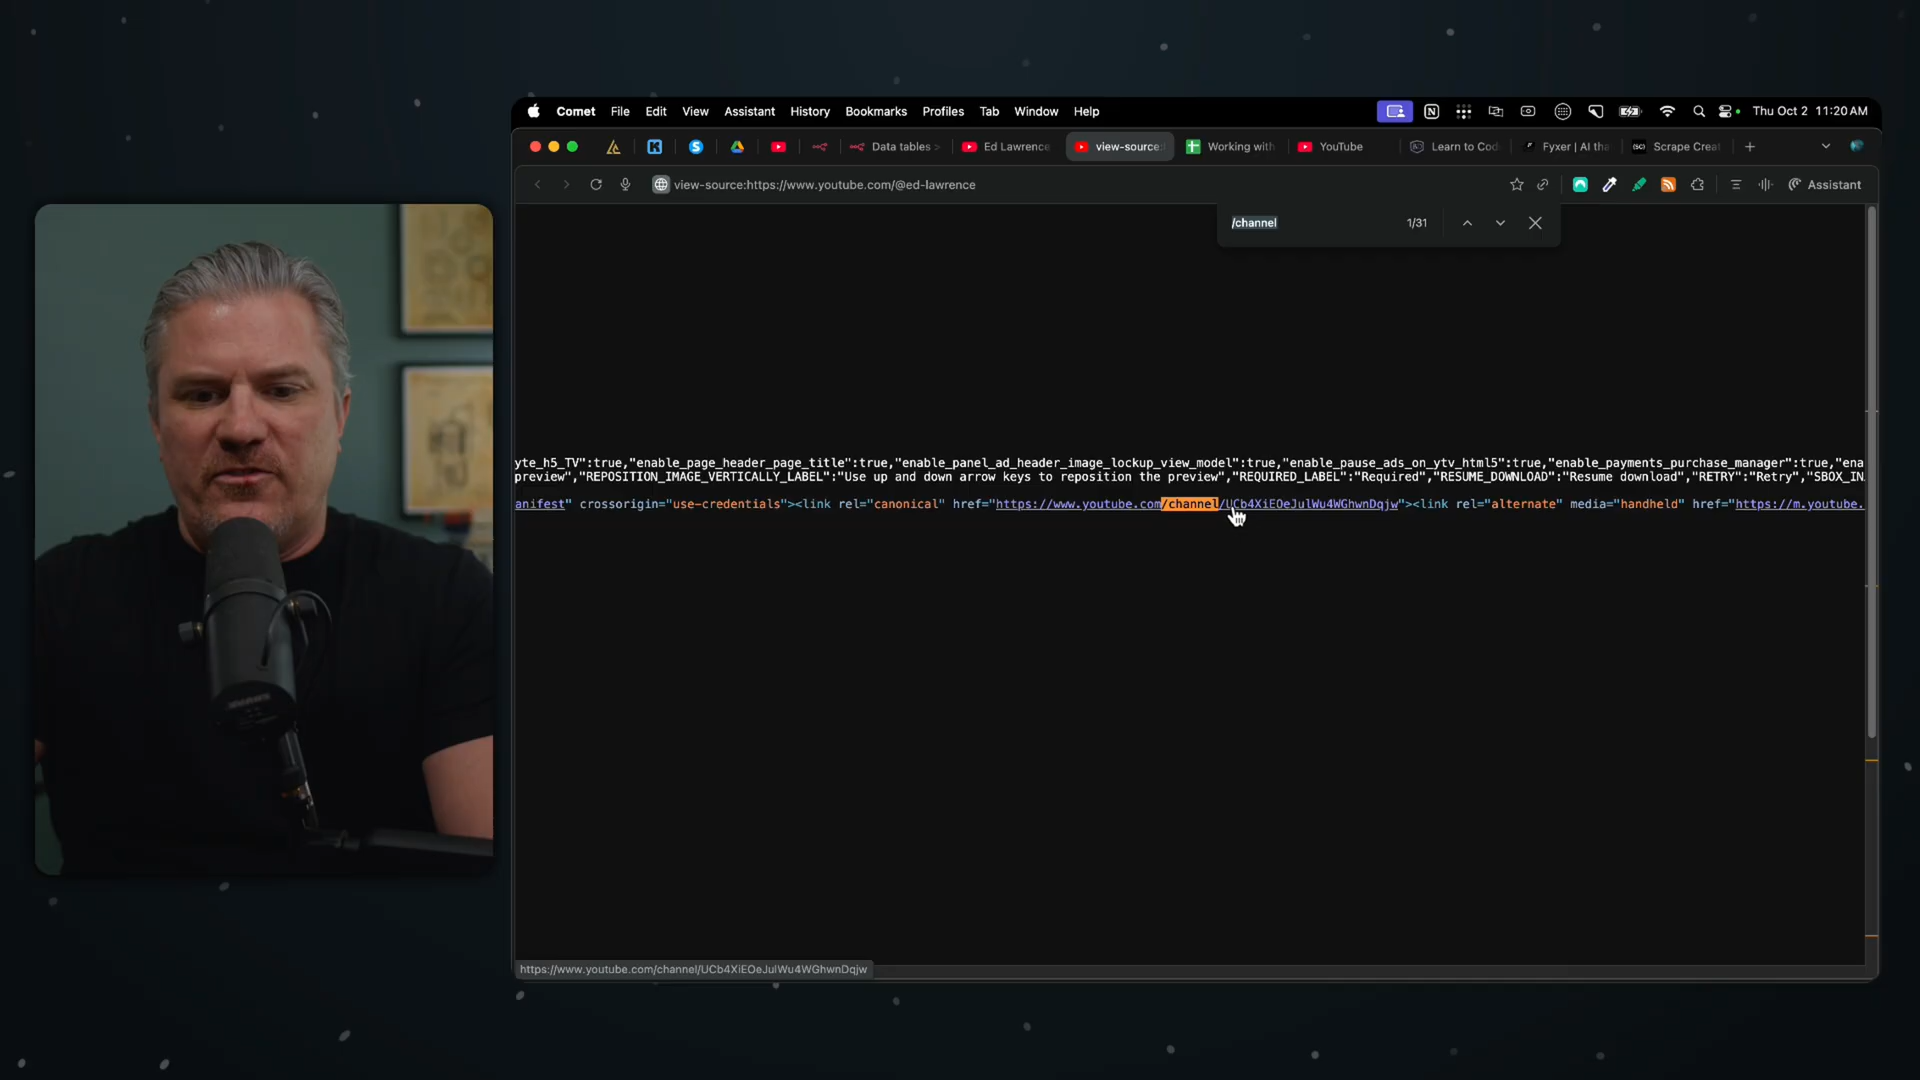 Comet File Edit View Assistant History Bookmarks Profiles Tab Window Help Thu Oct 2 11:20 AM
Data tables > Ed Lawrence view-source: Working with YouTube Learn to Cod Fyxer | AI tha Scrape Creat
view-source:https://www.youtube.com/@ed-lawrence Assistant
/channel 1/31
yte_h5_TV":true,"enable_page_header_page_title":true,"enable_panel_ad_header_image_lockup_view_model":true,"enable_pause_ads_on_ytv_html5":true,"enable_payments_purchase_manager":true,"ena
preview","REPOSITION_IMAGE_VERTICALLY_LABEL":"Use up and down arrow keys to reposition the preview","REQUIRED_LABEL":"Required","RESUME_DOWNLOAD":"Resume download","RETRY":"Retry","SBOX_IN
anifest" crossorigin="use-credentials"><link rel="canonical" href="https://www.youtube.com/channel/UCb4XiEOeJulWu4WGhwnDqjw"><link rel="alternate" media="handheld" href="https://m.youtube.
https://www.youtube.com/channel/UCb4XiEOeJulWu4WGhwnDqjw